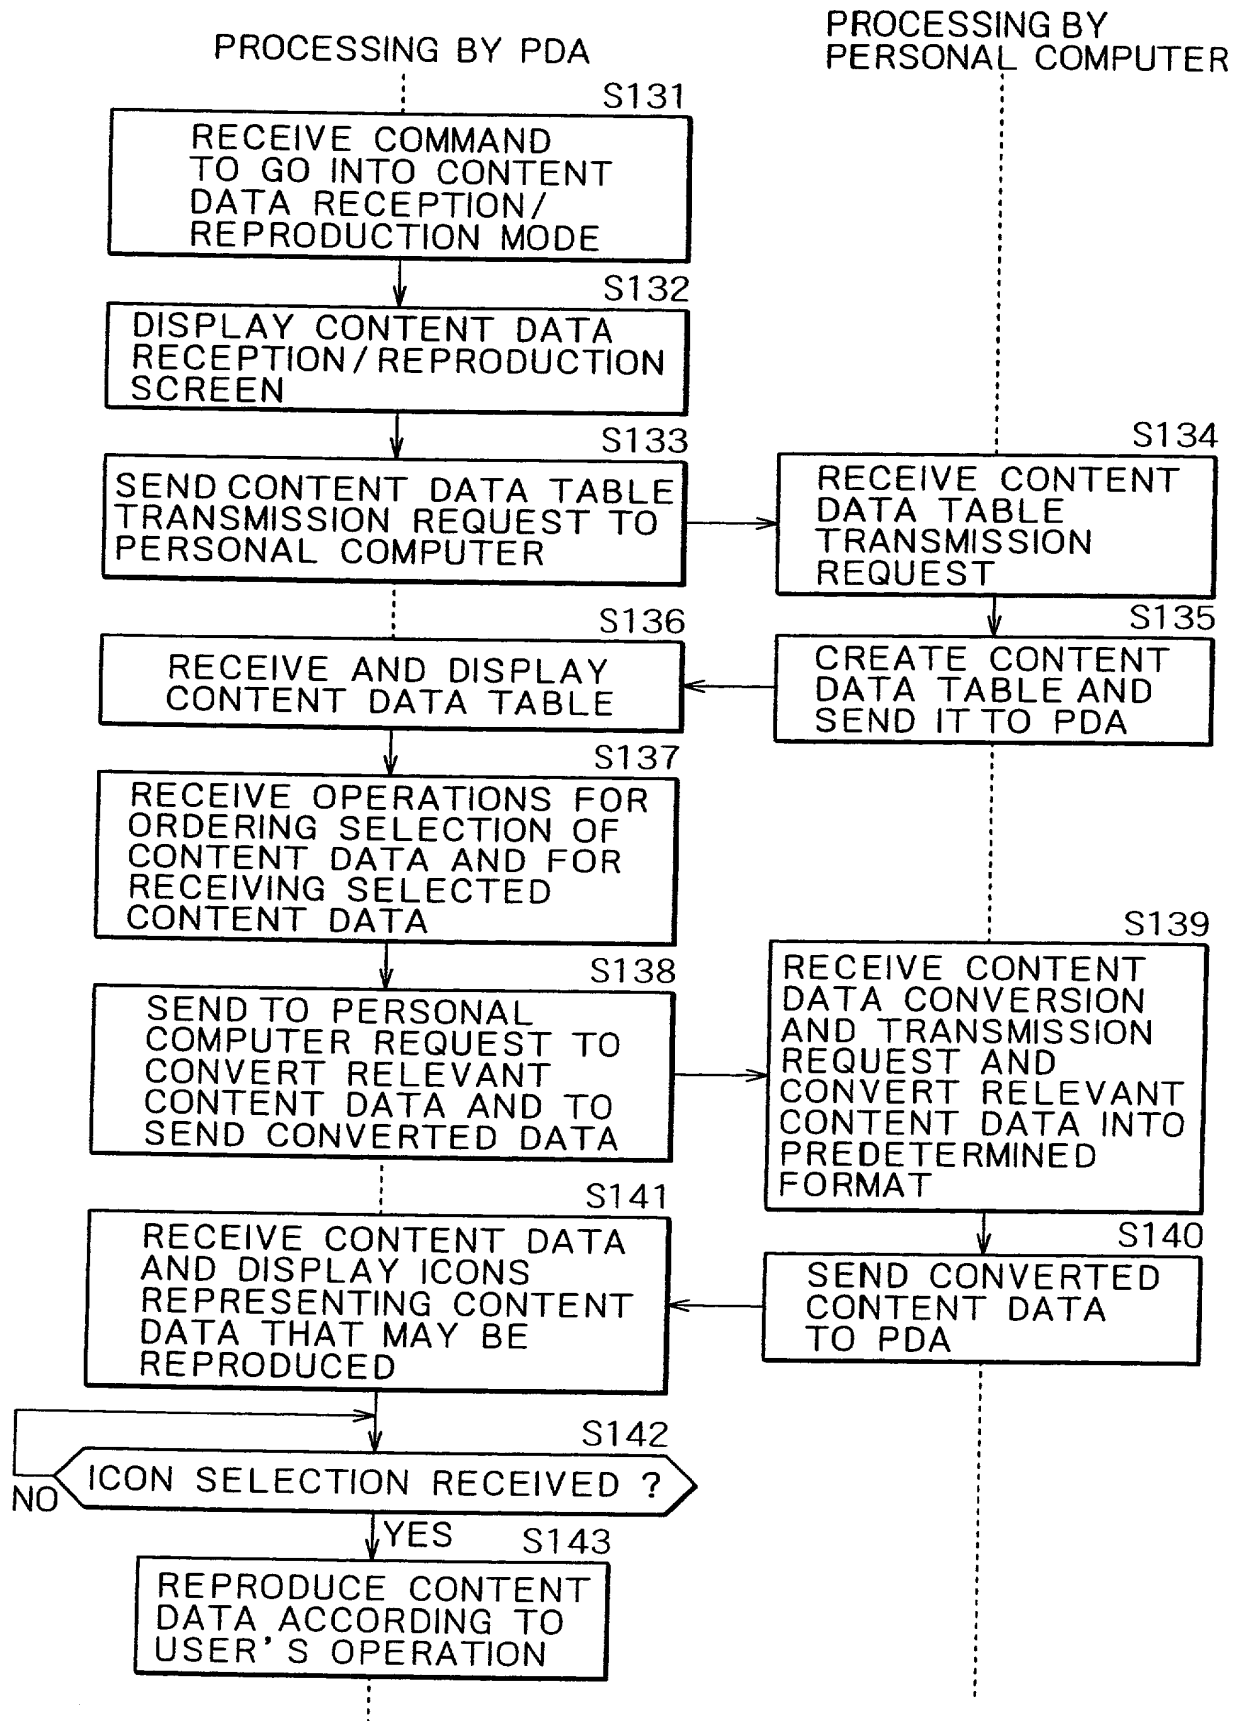 PROCESSING BY PDA
PROCESSING BY
PERSONAL COMPUTER
S131
RECEIVE COMMAND
TO GO INTO CONTENT
DATA RECEPTION/
REPRODUCTION MODE
S132
DISPLAY CONTENT DATA
RECEPTION/REPRODUCTION
SCREEN
S133
SEND CONTENT DATA TABLE
TRANSMISSION REQUEST TO
PERSONAL COMPUTER
S134
RECEIVE CONTENT
DATA TABLE
TRANSMISSION
REQUEST
S135
CREATE CONTENT
DATA TABLE AND
SEND IT TO PDA
S136
RECEIVE AND DISPLAY
CONTENT DATA TABLE
S137
RECEIVE OPERATIONS FOR
ORDERING SELECTION OF
CONTENT DATA AND FOR
RECEIVING SELECTED
CONTENT DATA
S138
SEND TO PERSONAL
COMPUTER REQUEST TO
CONVERT RELEVANT
CONTENT DATA AND TO
SEND CONVERTED DATA
S139
RECEIVE CONTENT
DATA CONVERSION
AND TRANSMISSION
REQUEST AND
CONVERT RELEVANT
CONTENT DATA INTO
PREDETERMINED
FORMAT
S140
SEND CONVERTED
CONTENT DATA
TO PDA
S141
RECEIVE CONTENT DATA
AND DISPLAY ICONS
REPRESENTING CONTENT
DATA THAT MAY BE
REPRODUCED
S142
ICON SELECTION RECEIVED ?
NO
YES
S143
REPRODUCE CONTENT
DATA ACCORDING TO
USER'S OPERATION